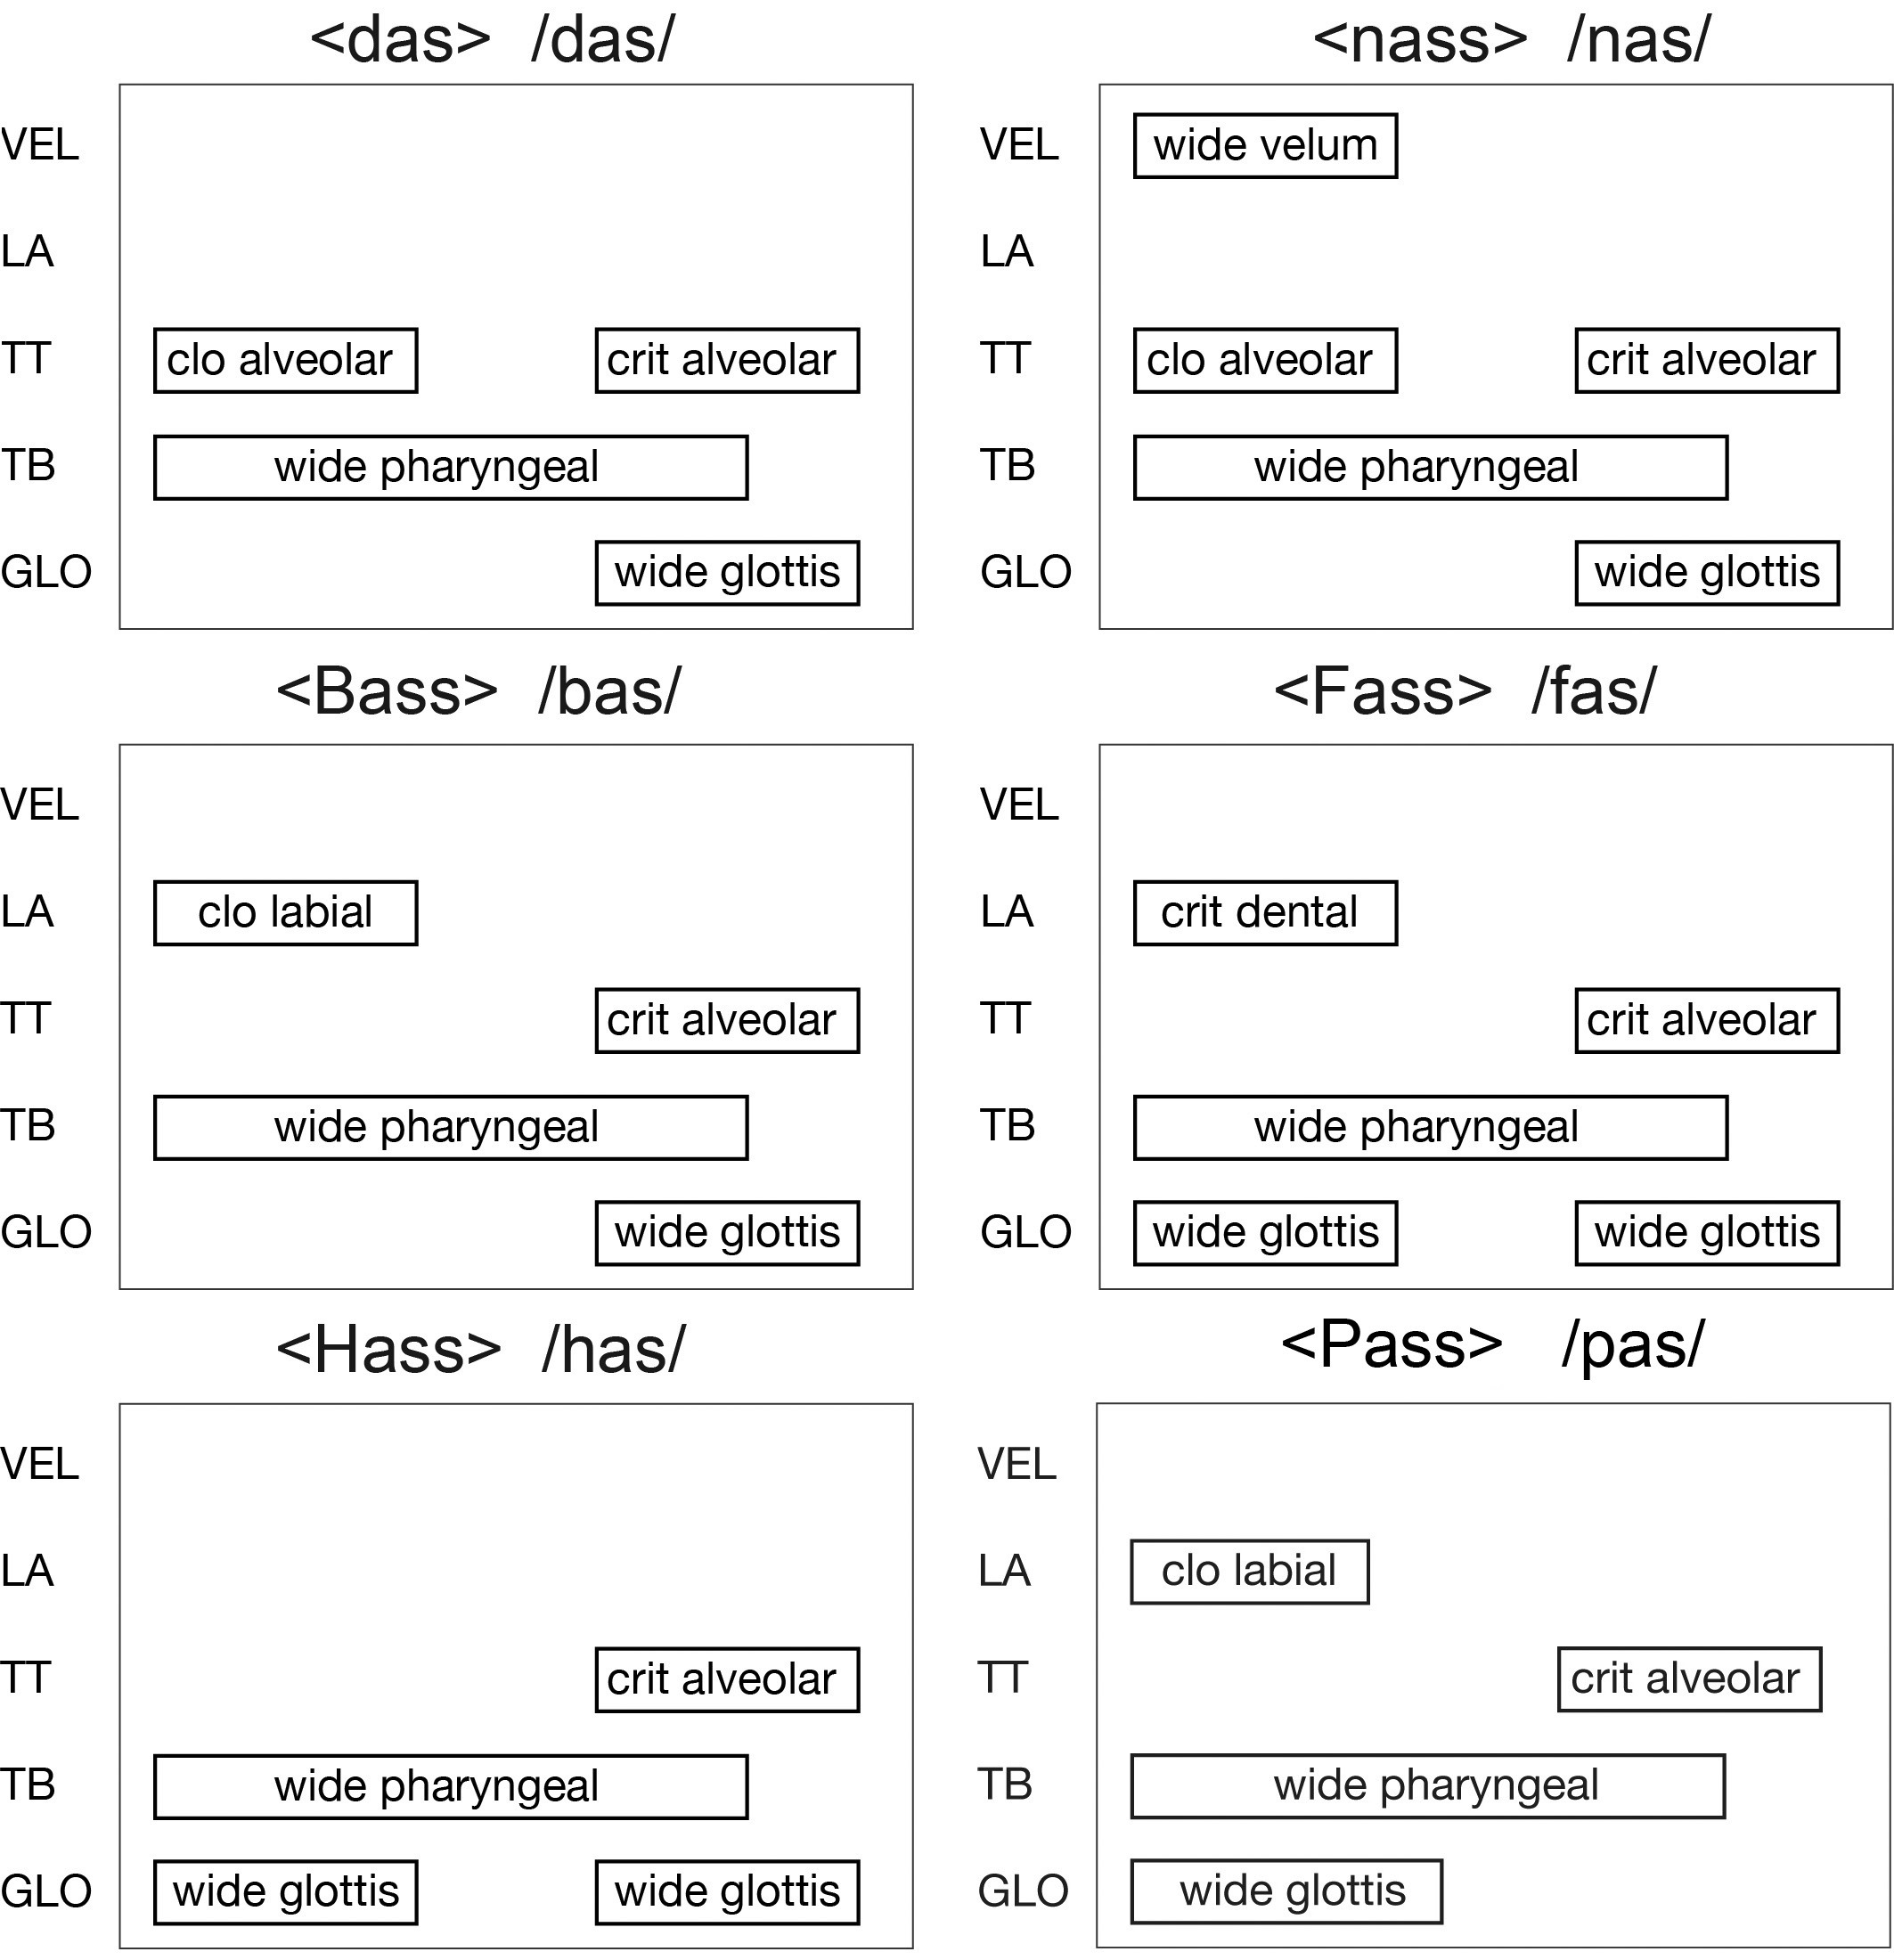 <das> /das/
VEL
LA
TT clo alveolar crit alveolar
TB wide pharyngeal
GLO wide glottis
<nass> /nas/
VEL wide velum
LA
TT clo alveolar crit alveolar
TB wide pharyngeal
GLO wide glottis
<Bass> /bas/
VEL
LA clo labial
TT crit alveolar
TB wide pharyngeal
GLO wide glottis
<Fass> /fas/
VEL
LA crit dental
TT crit alveolar
TB wide pharyngeal
GLO wide glottis wide glottis
<Hass> /has/
VEL
LA
TT crit alveolar
TB wide pharyngeal
GLO wide glottis wide glottis
<Pass> /pas/
VEL
LA clo labial
TT crit alveolar
TB wide pharyngeal
GLO wide glottis